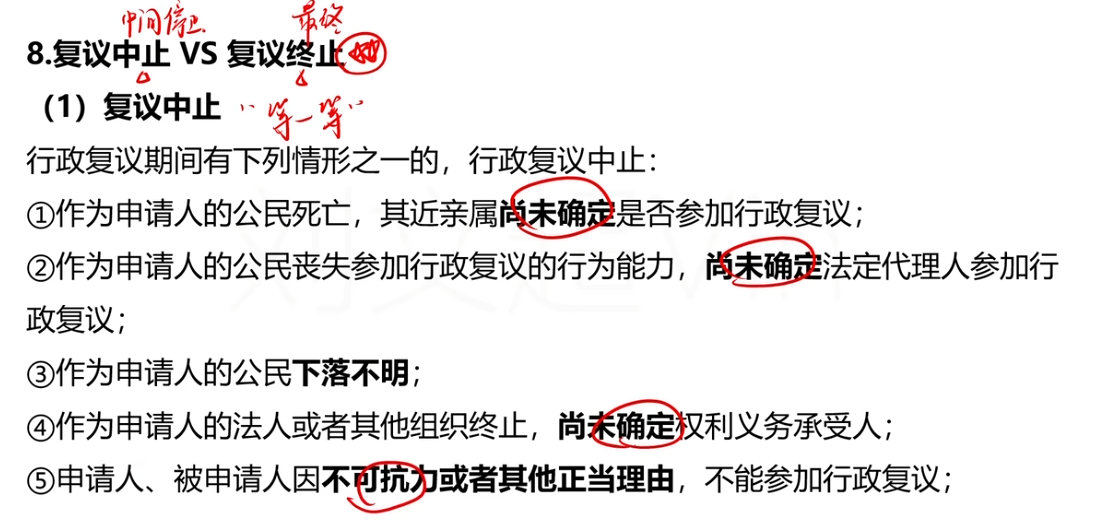 中间停止 最终
8.复议中止 VS 复议终止
（1）复议中止 “等一等”
行政复议期间有下列情形之一的，行政复议中止：
①作为申请人的公民死亡，其近亲属尚未确定是否参加行政复议；
②作为申请人的公民丧失参加行政复议的行为能力，尚未确定法定代理人参加行
政复议；
③作为申请人的公民下落不明；
④作为申请人的法人或者其他组织终止，尚未确定权利义务承受人；
⑤申请人、被申请人因不可抗力或者其他正当理由，不能参加行政复议；